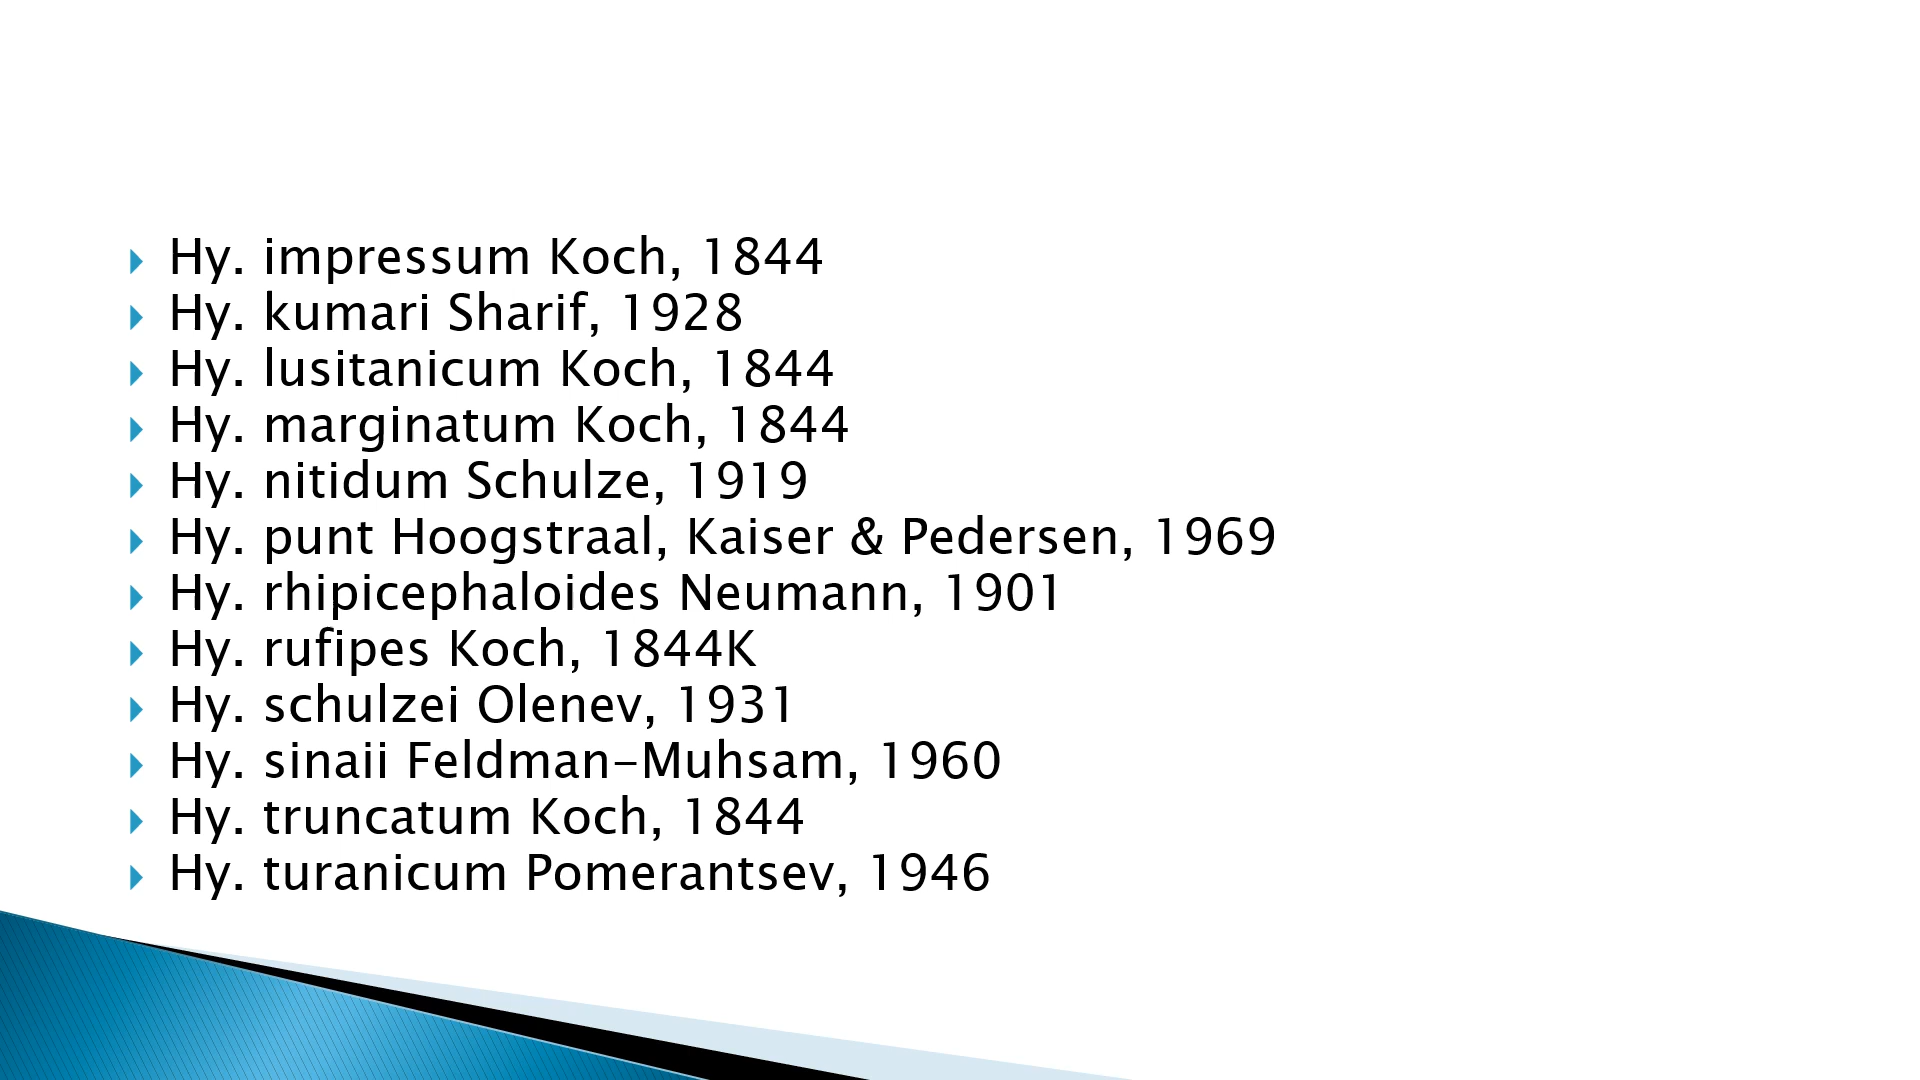 Hy. impressum Koch, 1844
Hy. kumari Sharif, 1928
Hy. lusitanicum Koch, 1844
Hy. marginatum Koch, 1844
Hy. nitidum Schulze, 1919
Hy. punt Hoogstraal, Kaiser & Pedersen, 1969
Hy. rhipicephaloides Neumann, 1901
Hy. rufipes Koch, 1844K
Hy. schulzei Olenev, 1931
Hy. sinaii Feldman-Muhsam, 1960
Hy. truncatum Koch, 1844
Hy. turanicum Pomerantsev, 1946